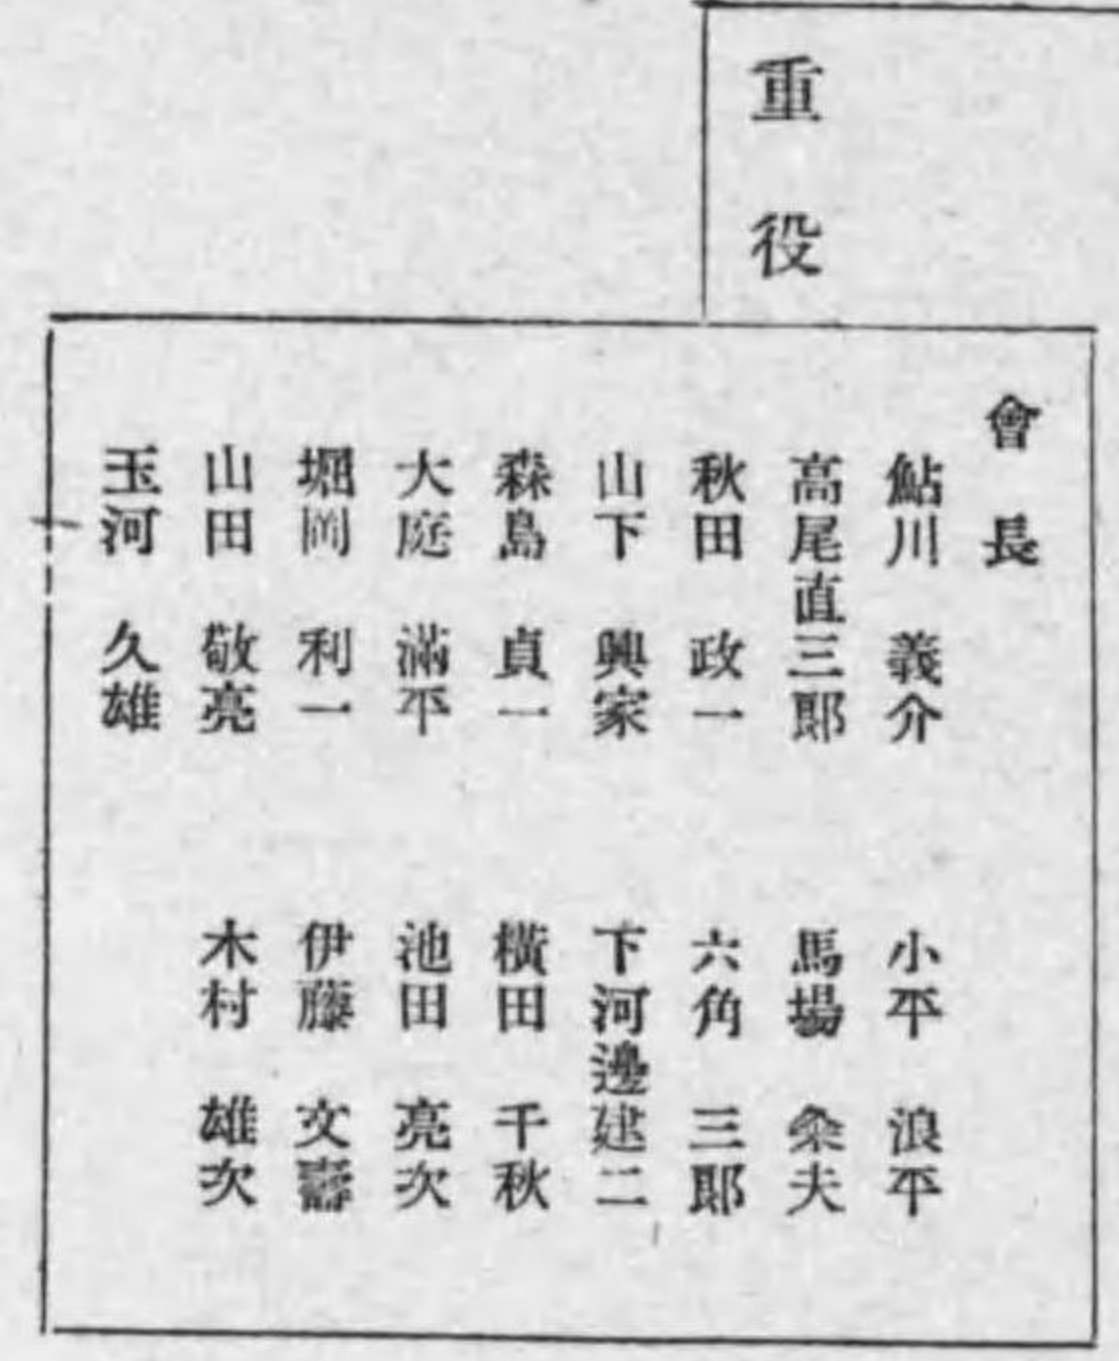 重役
會長
鮎川 義介 小平 浪平
高尾直三郎 馬場 粂夫
秋田 政一 六角 三郎
山下 興家 下河邊建二
森島 貞一 橫田 千秋
大庭 滿平 池田 亮次
堀岡 利一 伊藤 文壽
山田 敬亮 木村 雄次
玉河 久雄